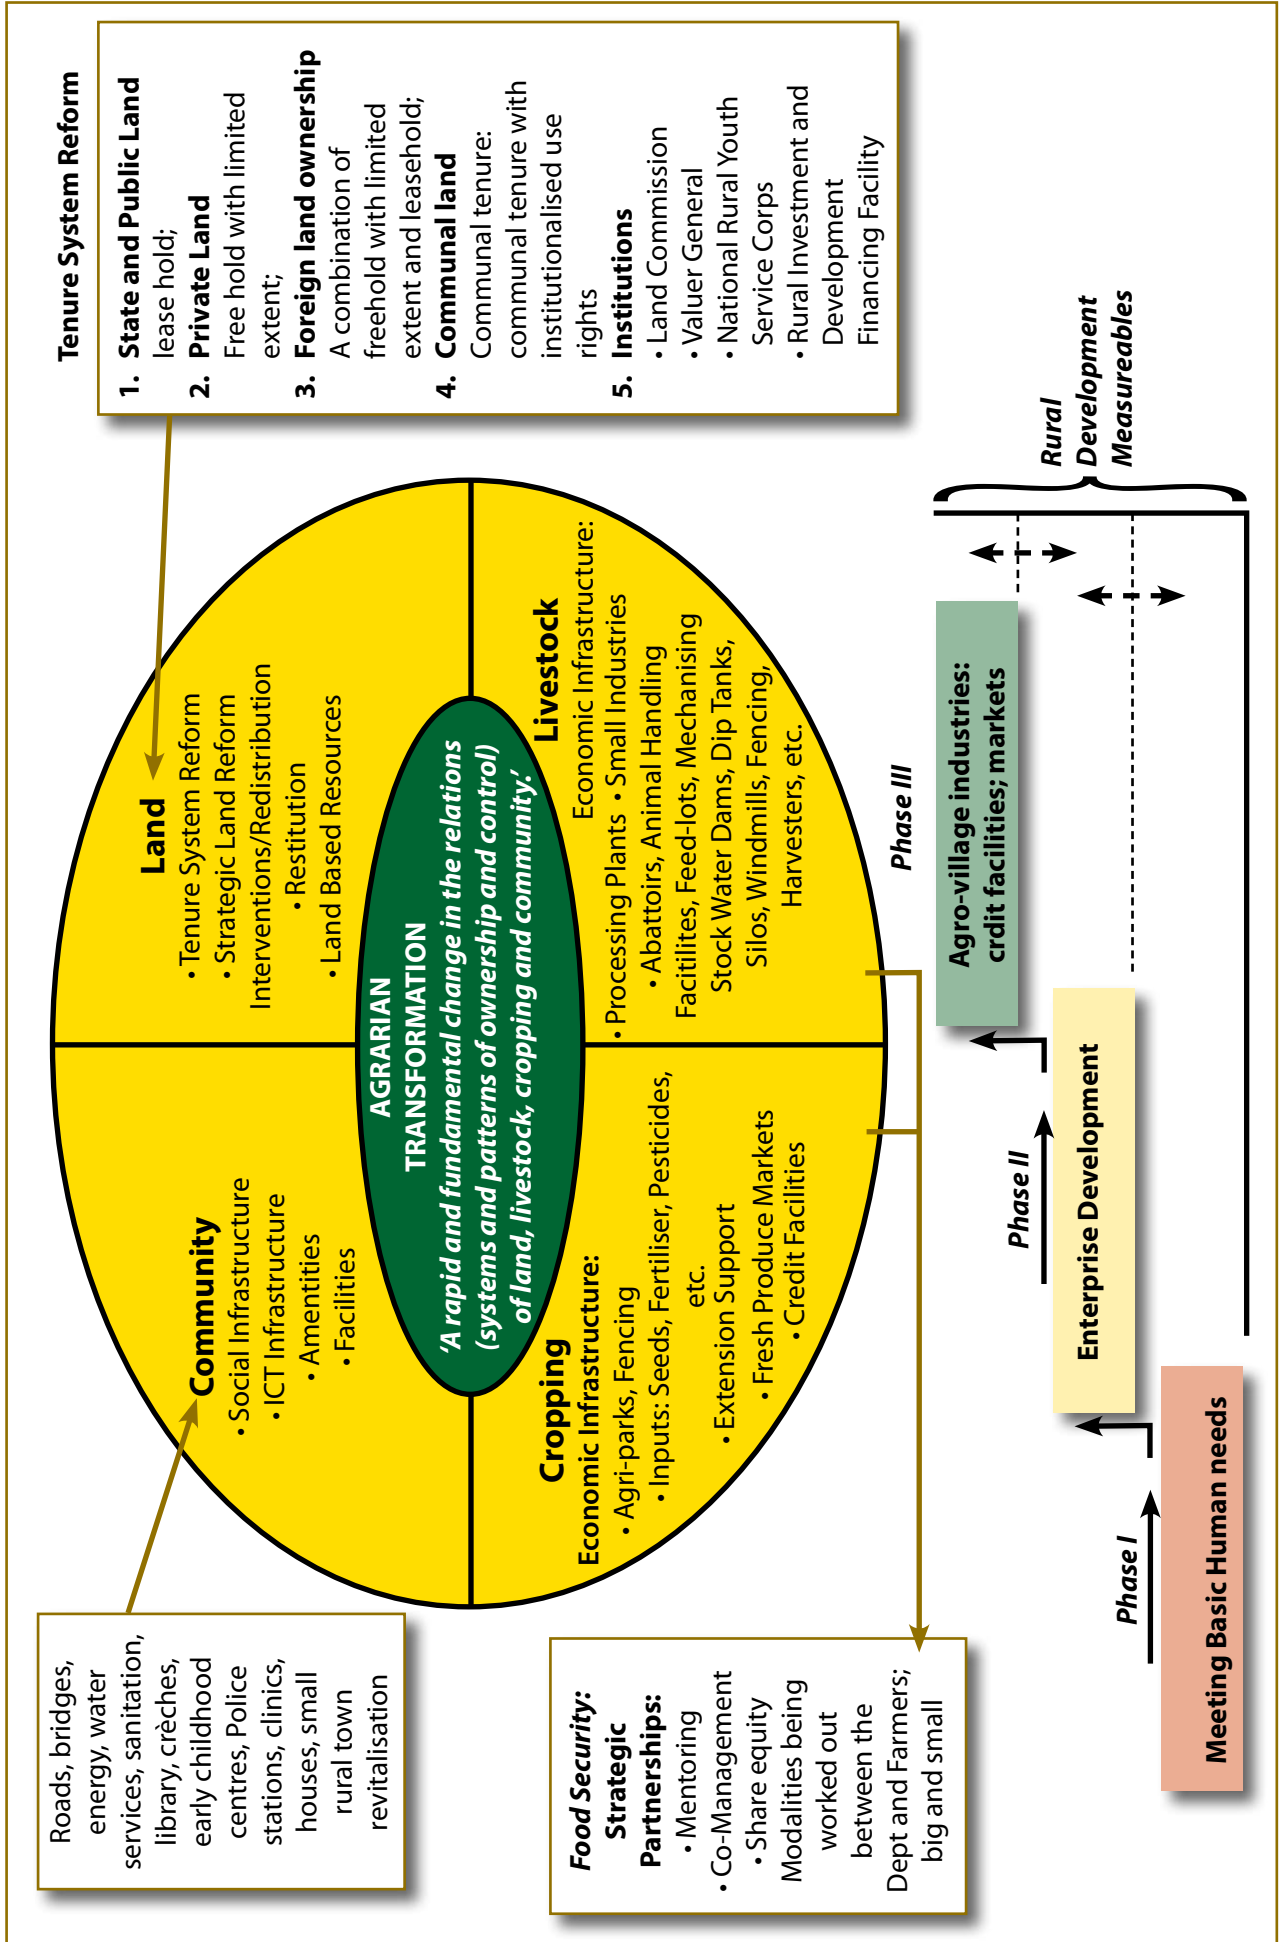 Tenure System Reform
1. State and Public Land
lease hold;
2. Private Land
Free hold with limited
extent;
3. Foreign land ownership
A combination of
freehold with limited
extent and leasehold;
4. Communal land
Communal tenure:
communal tenure with
institutionalised use
rights
5. Institutions
• Land Commission
• Valuer General
• National Rural Youth
Service Corps
• Rural Investment and
Development
Financing Facility
Roads, bridges,
energy, water
services, sanitation,
library, crèches,
early childhood
centres, Police
stations, clinics,
houses, small
rural town
revitalisation
Community
• Social Infrastructure
• ICT Infrastructure
• Amentities
• Facilities
Land
• Tenure System Reform
• Strategic Land Reform
Interventions/Redistribution
• Restitution
• Land Based Resources
AGRARIAN
TRANSFORMATION
‘A rapid and fundamental change in the relations
(systems and patterns of ownership and control)
of land, livestock, cropping and community.’
Cropping
Economic Infrastructure:
• Agri-parks, Fencing
• Inputs: Seeds, Fertiliser, Pesticides,
etc.
• Extension Support
• Fresh Produce Markets
• Credit Facilities
Livestock
Economic Infrastructure:
• Processing Plants • Small Industries
• Abattoirs, Animal Handling
Facitilites, Feed-lots, Mechanising
Stock Water Dams, Dip Tanks,
Silos, Windmills, Fencing,
Harvesters, etc.
Food Security:
Strategic
Partnerships:
• Mentoring
• Co-Management
• Share equity
Modalities being
worked out
between the
Dept and Farmers;
big and small
Phase I
Meeting Basic Human needs
Phase II
Enterprise Development
Phase III
Agro-village industries:
crdit facilities; markets
Rural
Development
Measureables